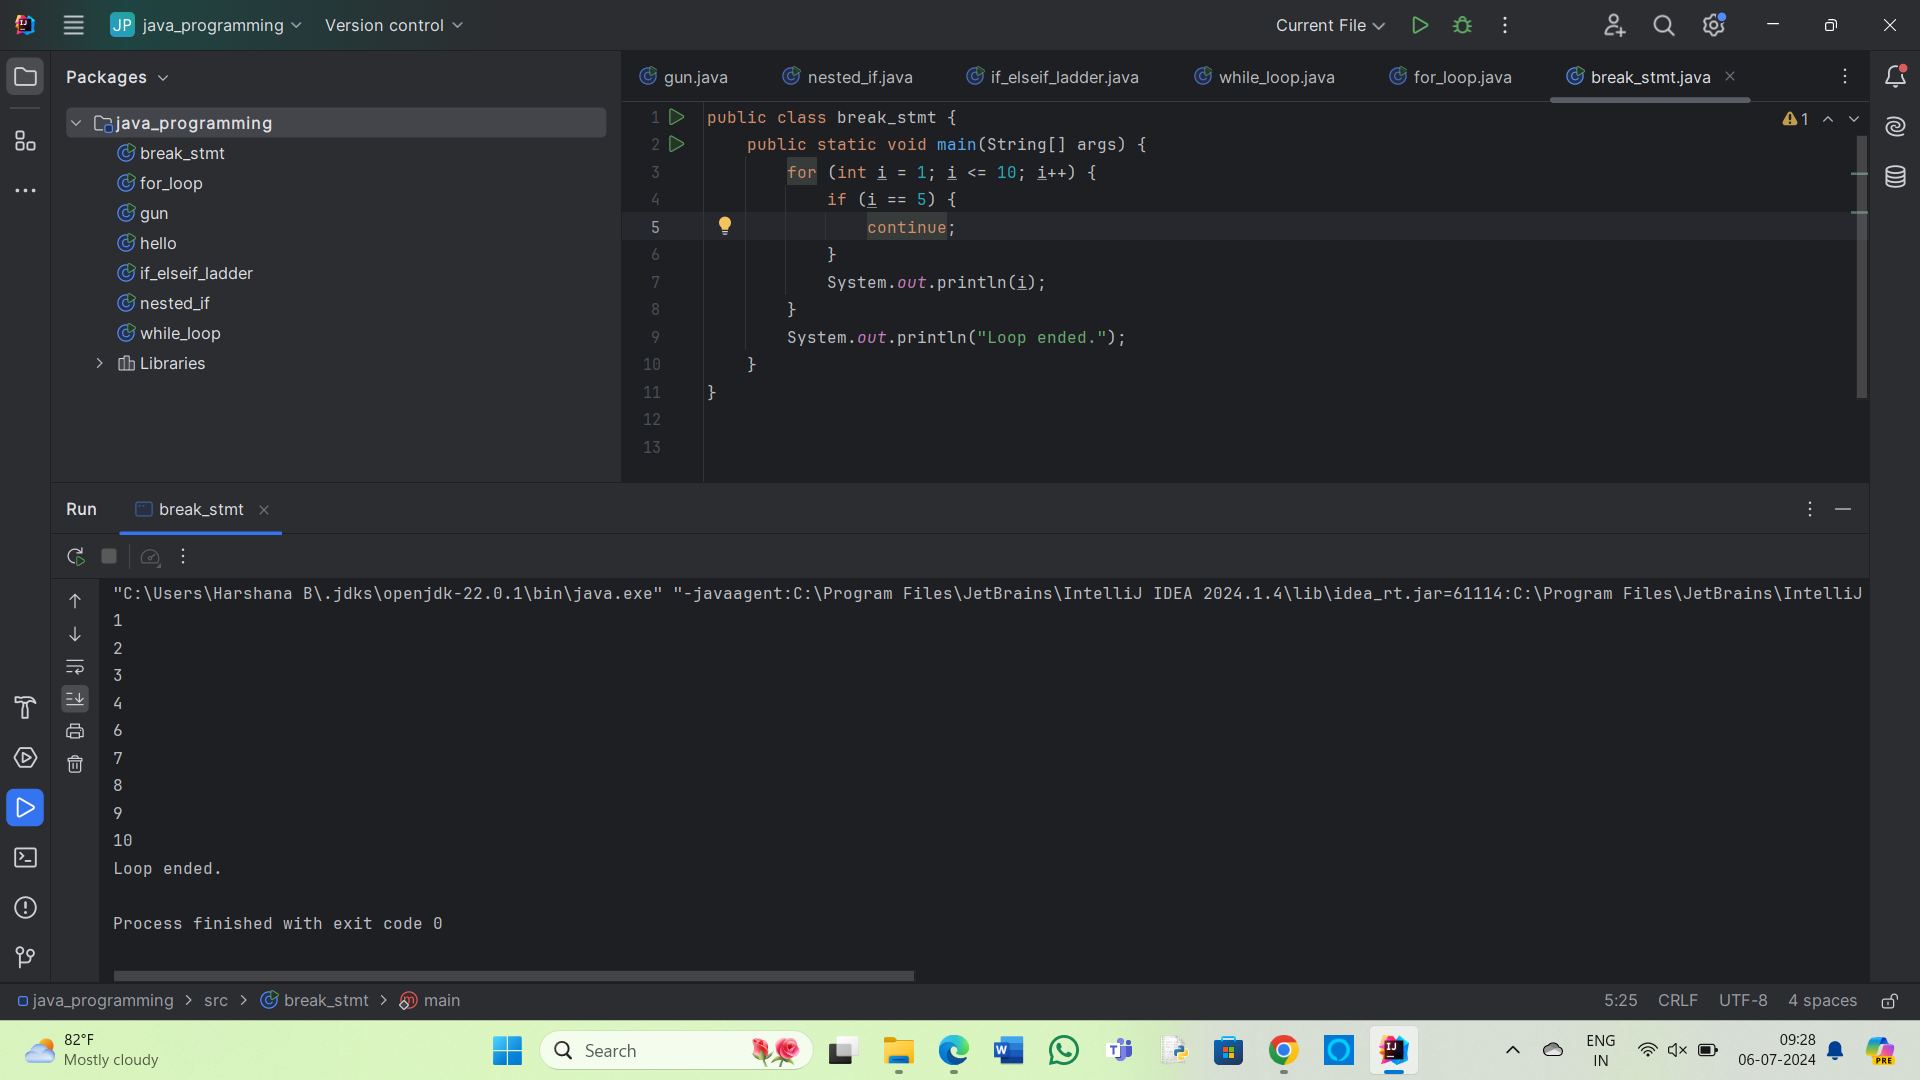 JP java_programming Version control Current File
Packages
java_programming
break_stmt
for_loop
gun
hello
if_elseif_ladder
nested_if
while_loop
Libraries
gun.java nested_if.java if_elseif_ladder.java while_loop.java for_loop.java break_stmt.java
1 public class break_stmt {
1
2 public static void main(String[] args) {
3 for (int i = 1; i <= 10; i++) {
4 if (i == 5) {
5 continue;
6 }
7 System.out.println(i);
8 }
9 System.out.println("Loop ended.");
10 }
11 }
12
13
Run break_stmt
"C:\Users\Harshana B\.jdks\openjdk-22.0.1\bin\java.exe" "-javaagent:C:\Program Files\JetBrains\IntelliJ IDEA 2024.1.4\lib\idea_rt.jar=61114:C:\Program Files\JetBrains\IntelliJ
1
2
3
4
6
7
8
9
10
Loop ended.
Process finished with exit code 0
java_programming > src > break_stmt > main 5:25 CRLF UTF-8 4 spaces
82°F
Mostly cloudy
Search
ENG
IN
09:28
06-07-2024
PRE